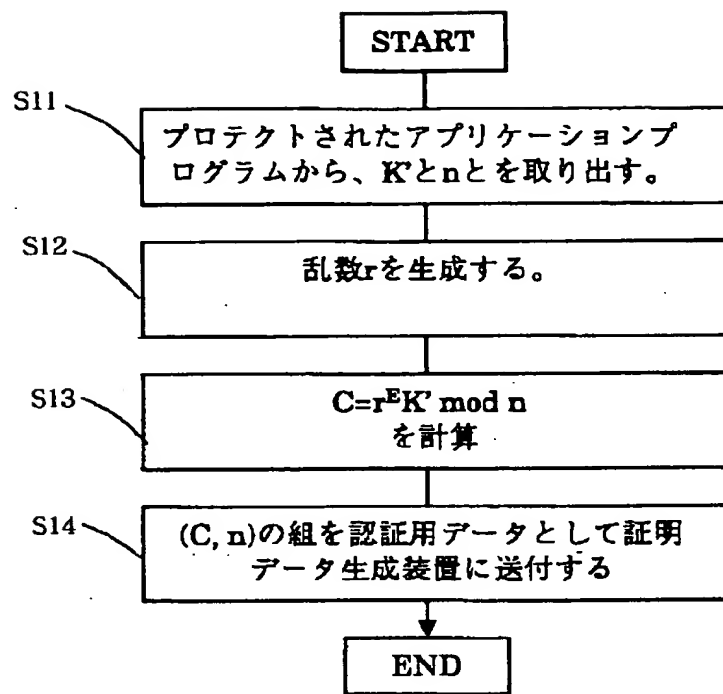 START
S11
プロテクトされたアプリケーションプ
ログラムから、K'とnとを取り出す。
S12
乱数rを生成する。
S13
C=r^E K' mod n
を計算
S14
(C, n)の組を認証用データとして証明
データ生成装置に送付する
END